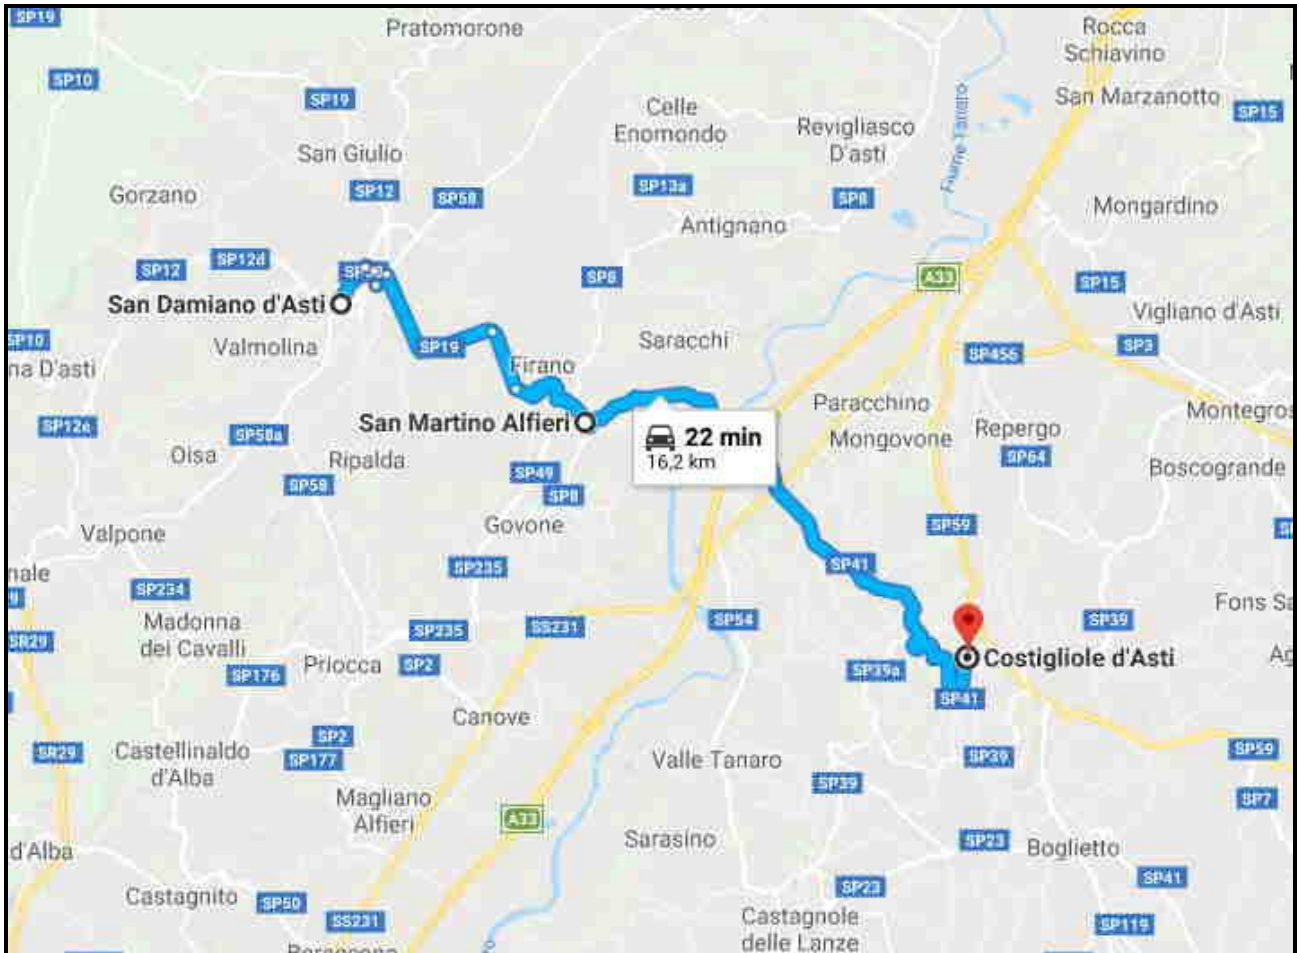 SP19
Pratomorone
Rocca
Schiavino
SP10
SP19
San Marzanotto
SP15
Celle
Enomondo
Revigliasco
D'asti
Fiume Tanaro
San Giulio
SP12
SP58
SP13a
SP8
Gorzano
Antignano
Mongardino
SP12
SP12d
SP8
A33
SP15
San Damiano d'Asti
Vigliano d'Asti
SP10
Valmolina
SP19
Saracchi
SP456
SP3
na D'asti
Firano
SP12e
San Martino Alfieri
22 min
16,2 km
Paracchino
Mongovone
Repergo
Montegros
SP58a
Oisa
Ripalda
SP64
Boscogrande
SP58
SP49
SP8
Govone
Valpone
SP59
nale
SP235
SP41
SP234
Fons Sa
Madonna
dei Cavalli
SP235
SS231
SP54
SP39
SR29
Priocca
SP2
SP176
SP39a
Costigliole d'Asti
Ag
SP41
Canove
SP2
SP177
SR29
Castellinaldo
d'Alba
Valle Tanaro
SP39
SP59
SP39
SP7
Magliano
Alfieri
A33
Sarasino
SP23
Boglietto
d'Alba
SP41
Castagnito
SP50
SS231
SP23
Castagnole
delle Lanze
SP119